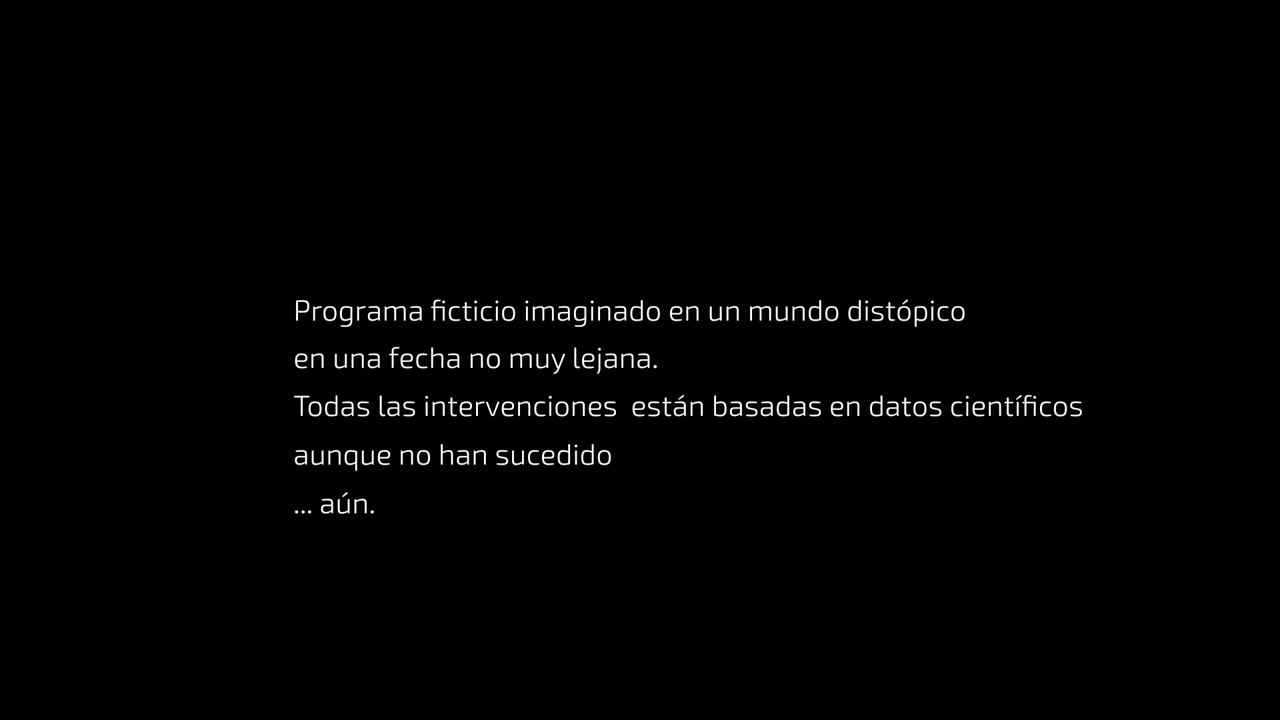 Programa ficticio imaginado en un mundo distópico
en una fecha no muy lejana.
Todas las intervenciones  están basadas en datos científicos
aunque no han sucedido
... aún.